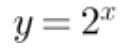 y = 2^x